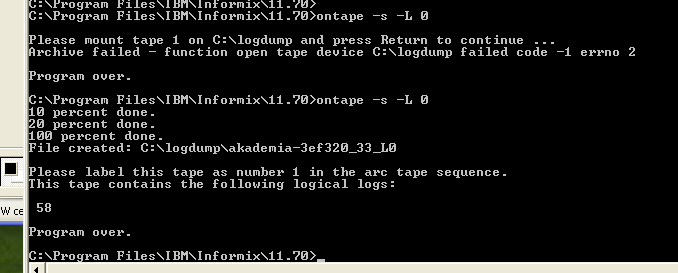 C:\Program Files\IBM\Informix\11.70>
C:\Program Files\IBM\Informix\11.70>ontape -s -L 0
Please mount tape 1 on C:\logdump and press Return to continue ...
Archive failed - function open tape device C:\logdump failed code -1 errno 2
Program over.
C:\Program Files\IBM\Informix\11.70>ontape -s -L 0
10 percent done.
20 percent done.
100 percent done.
File created: C:\logdump\akademia-3ef320_33_L0
Please label this tape as number 1 in the arc tape sequence.
This tape contains the following logical logs:
58
Program over.
C:\Program Files\IBM\Informix\11.70>_
W ce